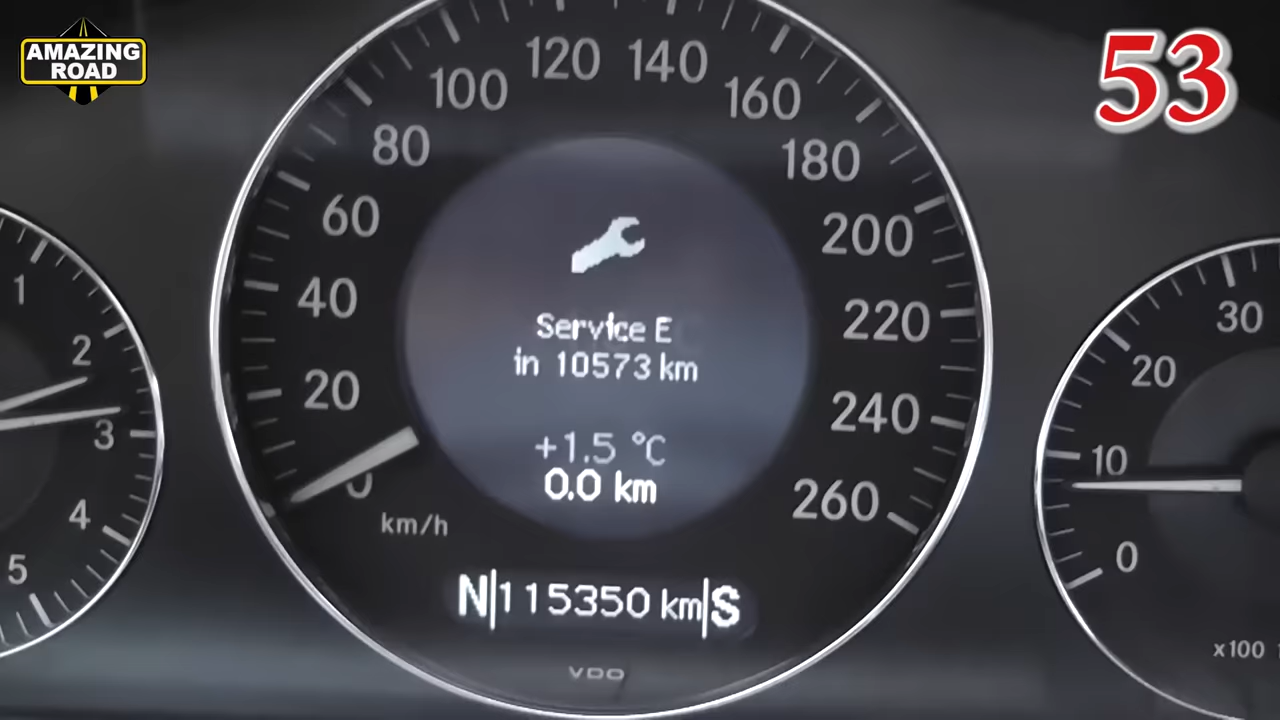 AMAZING
ROAD
53
120 140
100 160
80 180
60 200
40 220
20 240
0 260
km/h
Service E
in 10573 km
+1.5 °C
0.0 km
N|115350 km|S
VDO
1
2
3
4
5
30
20
10
0
x100